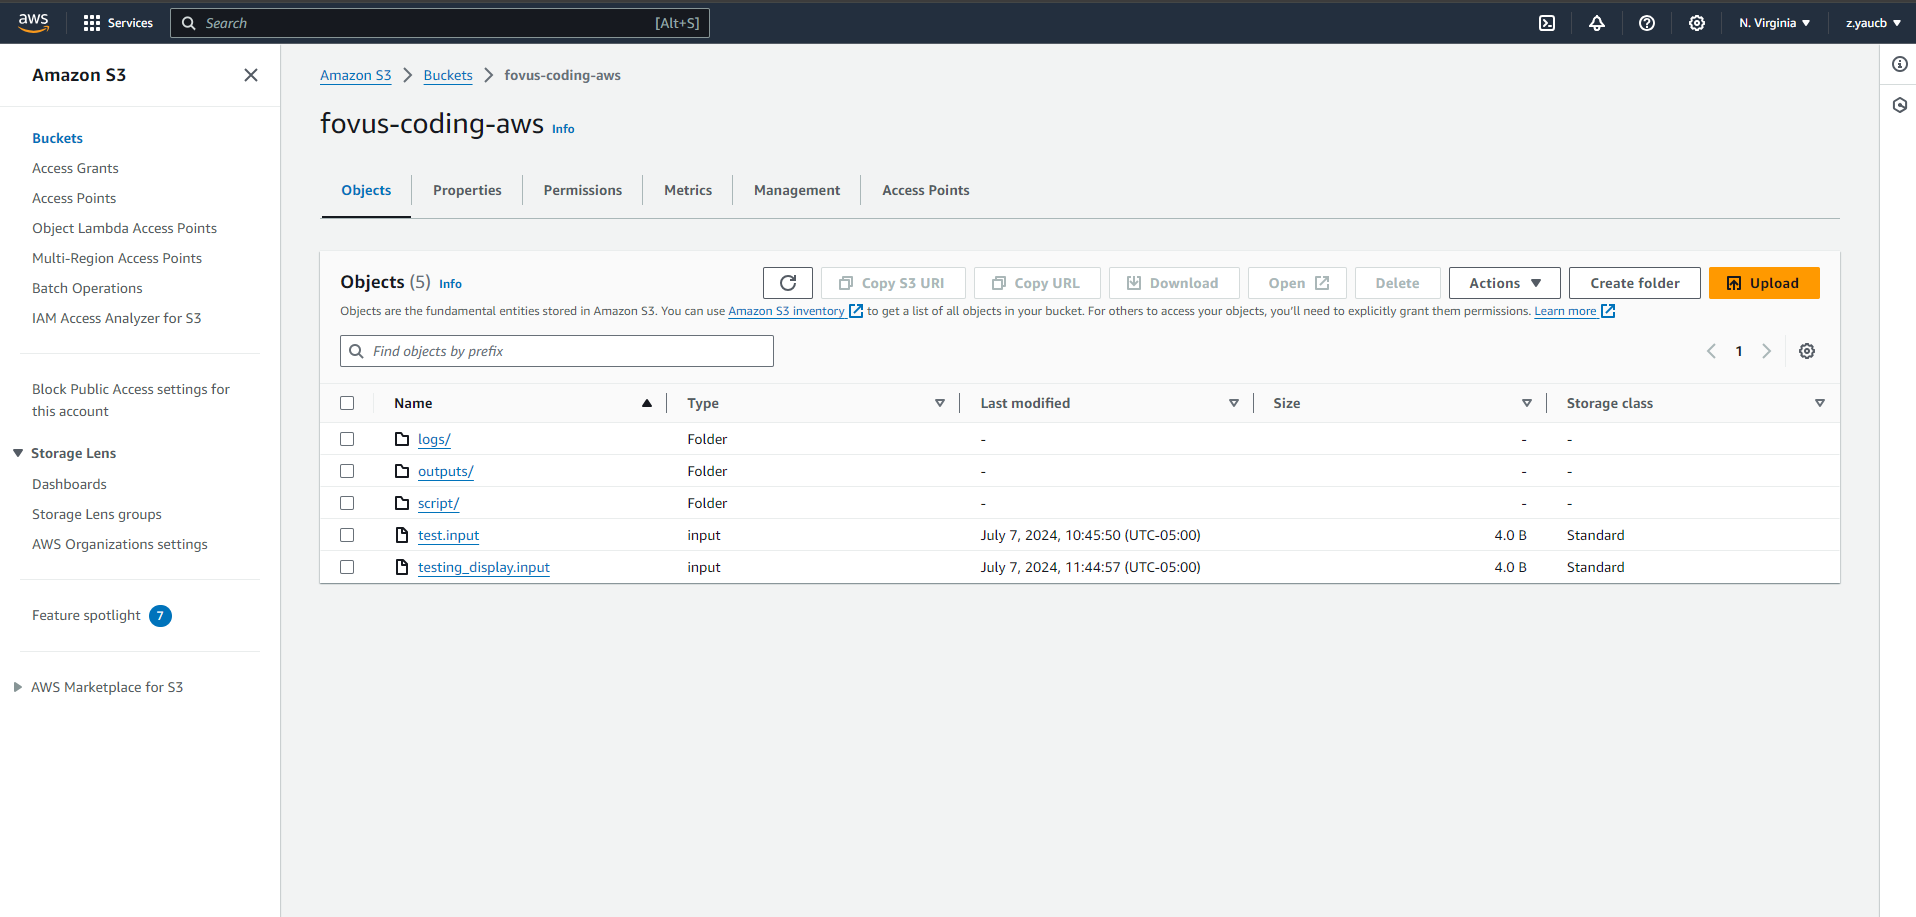 aws Services Search [Alt+S] N. Virginia z.yaucb
Amazon S3
Buckets
Access Grants
Access Points
Object Lambda Access Points
Multi-Region Access Points
Batch Operations
IAM Access Analyzer for S3
Block Public Access settings for
this account
Storage Lens
Dashboards
Storage Lens groups
AWS Organizations settings
Feature spotlight 7
AWS Marketplace for S3
Amazon S3 Buckets fovus-coding-aws
fovus-coding-aws Info
Objects Properties Permissions Metrics Management Access Points
Objects (5) Info Copy S3 URI Copy URL Download Open Delete Actions Create folder Upload
Objects are the fundamental entities stored in Amazon S3. You can use Amazon S3 inventory to get a list of all objects in your bucket. For others to access your objects, you'll need to explicitly grant them permissions. Learn more
Find objects by prefix 1
Name Type Last modified Size Storage class
logs/ Folder - - -
outputs/ Folder - - -
script/ Folder - - -
test.input input July 7, 2024, 10:45:50 (UTC-05:00) 4.0 B Standard
testing_display.input input July 7, 2024, 11:44:57 (UTC-05:00) 4.0 B Standard